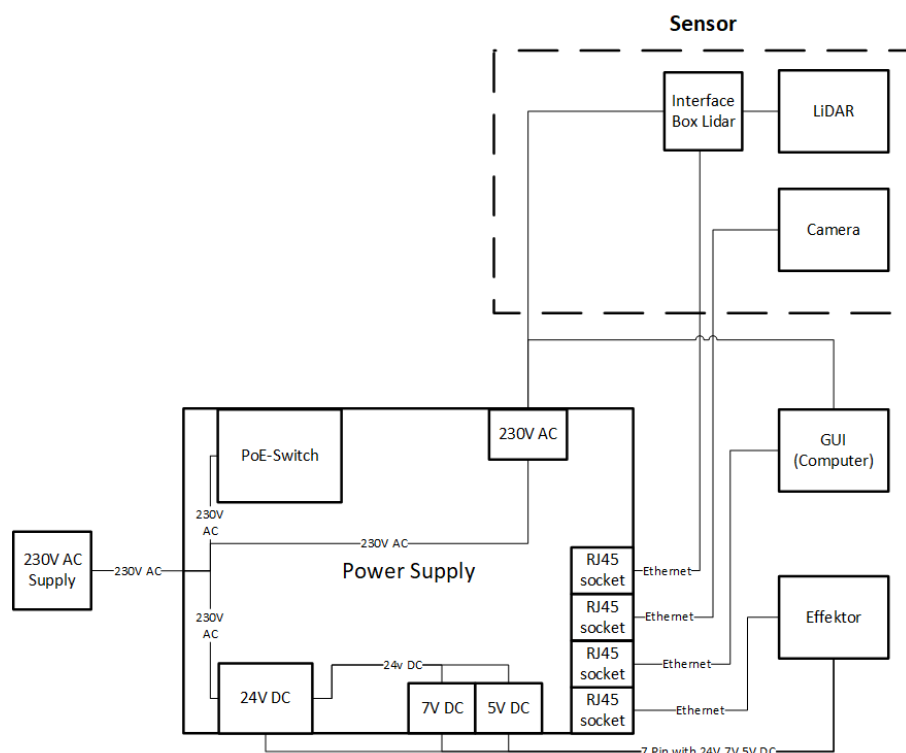 Sensor
Interface
Box Lidar
LiDAR
Camera
PoE-Switch
230V AC
GUI
(Computer)
230V
AC
230V AC
230V AC
Supply
230V AC
Power Supply
RJ45
socket
Ethernet
RJ45
socket
Ethernet
Effektor
230V
AC
RJ45
socket
Ethernet
24v DC
24V DC
7V DC
5V DC
RJ45
socket
Ethernet
7 Pin with 24V 7V 5V DC